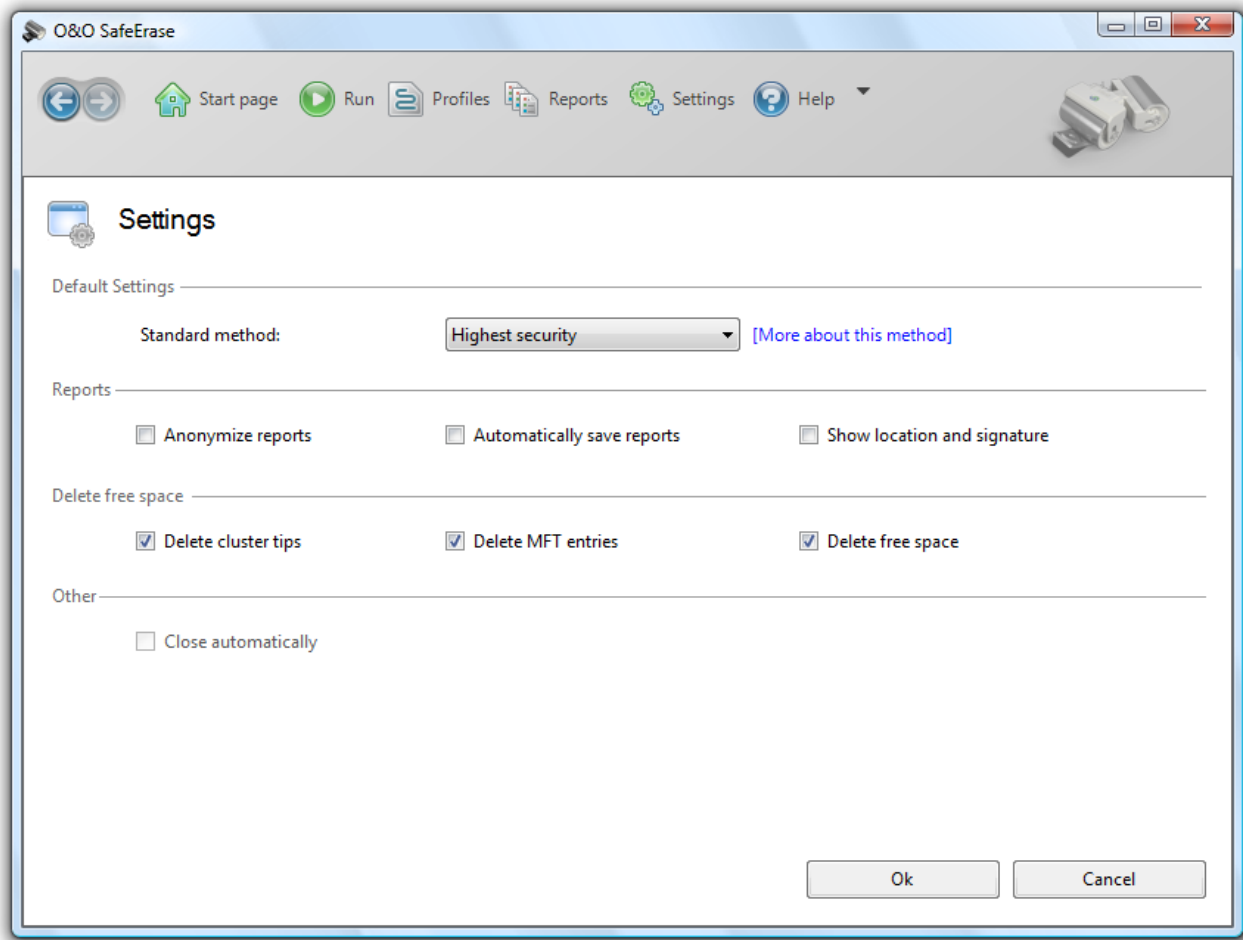 O&O SafeErase
Start page Run Profiles Reports Settings Help
Settings
Default Settings
Standard method: Highest security [More about this method]
Reports
Anonymize reports Automatically save reports Show location and signature
Delete free space
Delete cluster tips Delete MFT entries Delete free space
Other
Close automatically
Ok Cancel